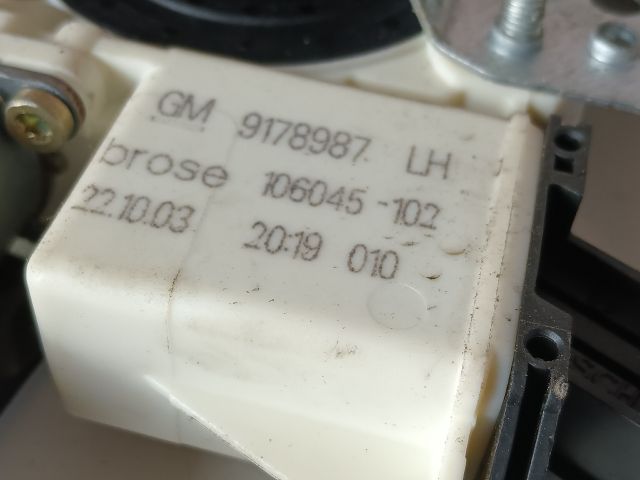 GM 9178987 LH
brose 106045-102
22.10.03 20:19 010